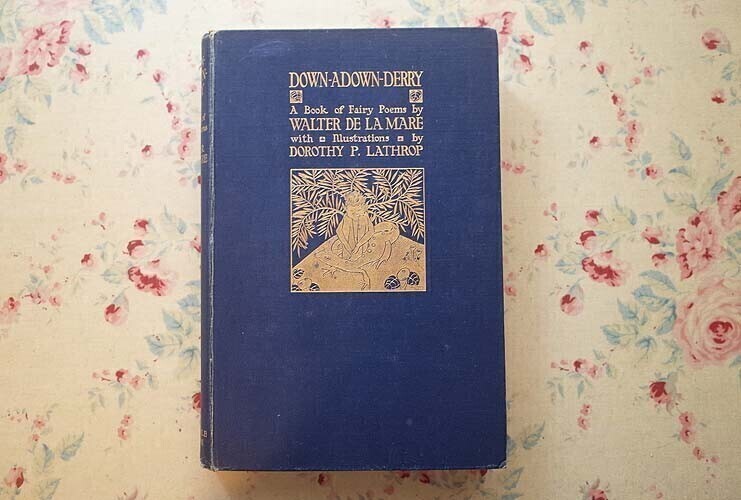 DOWN-ADOWN-DERRY
A Book of Fairy Poems by
WALTER DE LA MARE
with Illustrations by
DOROTHY P. LATHROP